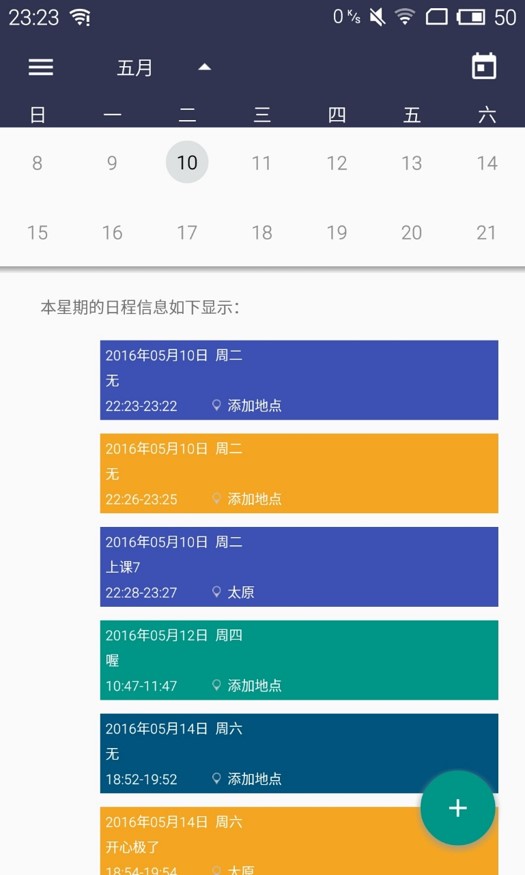 23:23 0 K/s 50
五月
日 一 二 三 四 五 六
8 9 10 11 12 13 14
15 16 17 18 19 20 21
本星期的日程信息如下显示：
2016年05月10日 周二
无
22:23-23:22 添加地点
2016年05月10日 周二
无
22:26-23:25 添加地点
2016年05月10日 周二
上课7
22:28-23:27 太原
2016年05月12日 周四
喔
10:47-11:47 添加地点
2016年05月14日 周六
无
18:52-19:52 添加地点
2016年05月14日 周六
开心极了
18:54-19:54 太原